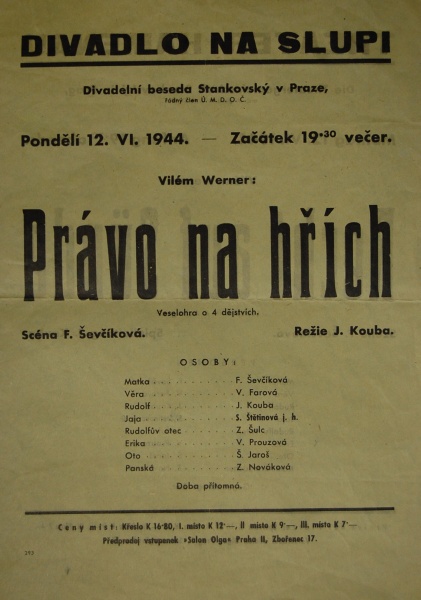 DIVADLO NA SLUPI
Divadelní beseda Stankovský v Praze,
řádný člen Ú. M. D. O. Č.
Pondělí 12. VI. 1944. — Začátek 19·30 večer.
Vilém Werner:
Právo na hřích
Veselohra o 4 dějstvích.
Scéna F. Ševčíková. Režie J. Kouba.
OSOBY:
Matka . . . . . . . . . . F. Ševčíková
Věra . . . . . . . . . . V. Farová
Rudolf . . . . . . . . . . J. Kouba
Jaja . . . . . . . . . . S. Štětinová j. h.
Rudolfův otec . . . . . . . Z. Šulc
Erika . . . . . . . . . . V. Prouzová
Oto . . . . . . . . . . Š. Jaroš
Panská . . . . . . . . . . Z. Nováková
Doba přítomná.
Ceny míst: Křeslo K 16·80, I. místo K 12·—, II místo K 9·—, III. místo K 7·—
Předprodej vstupenek »Salon Olga« Praha II, Zbořenec 17.